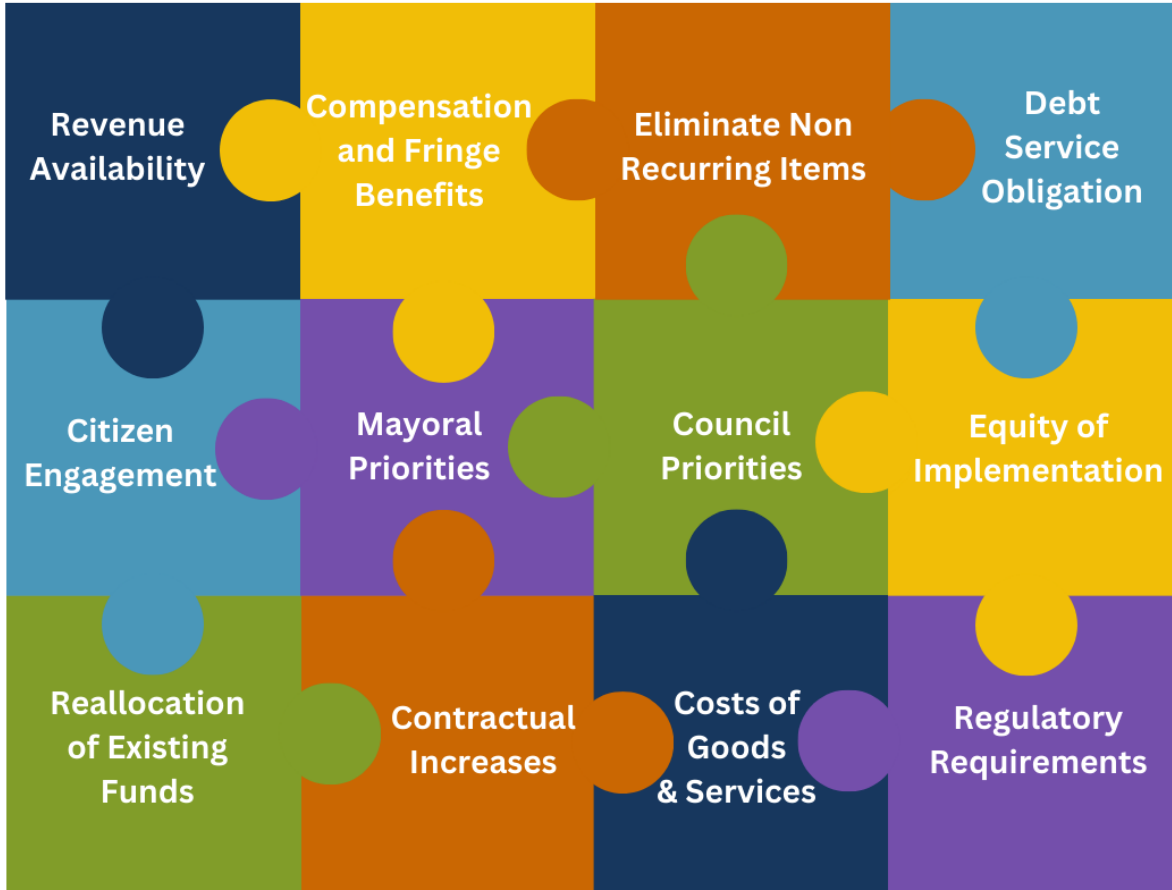 Revenue
Availability
Compensation
and Fringe
Benefits
Eliminate Non
Recurring Items
Debt
Service
Obligation
Citizen
Engagement
Mayoral
Priorities
Council
Priorities
Equity of
Implementation
Reallocation
of Existing
Funds
Contractual
Increases
Costs of
Goods
& Services
Regulatory
Requirements